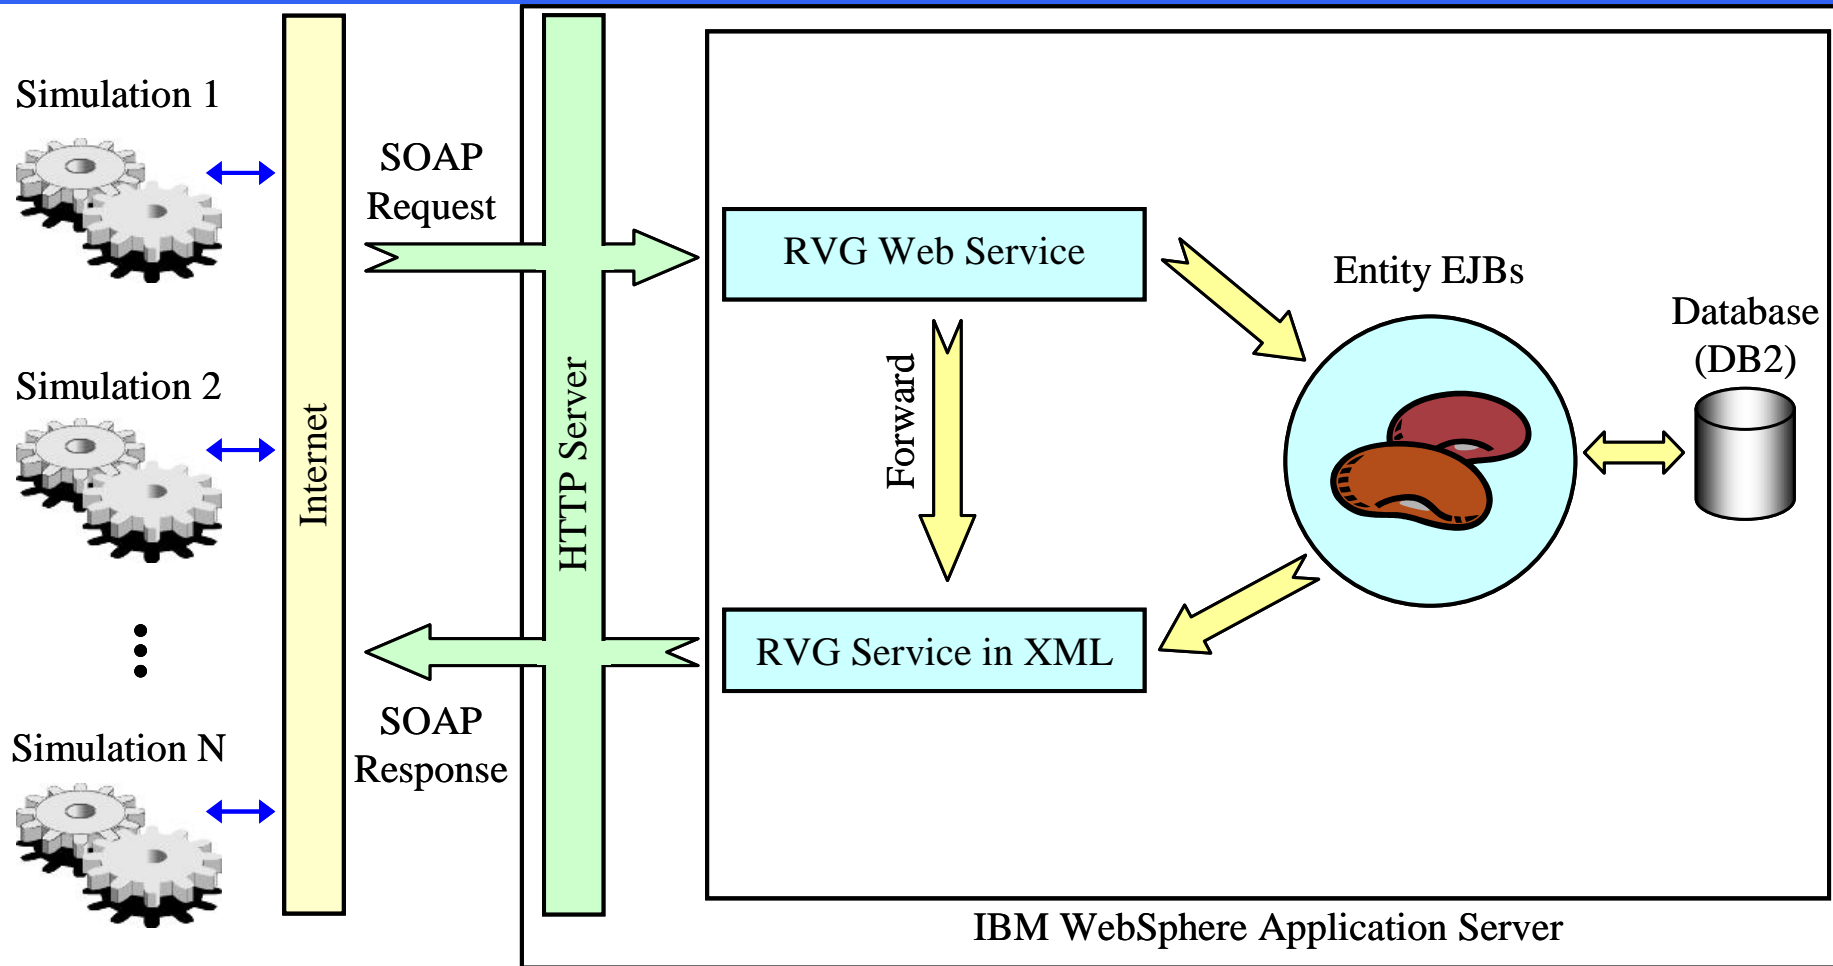 Simulation 1
SOAP
Request
RVG Web Service
Entity EJBs
Database
(DB2)
Simulation 2
Internet
HTTP Server
Forward
RVG Service in XML
SOAP
Response
Simulation N
IBM WebSphere Application Server